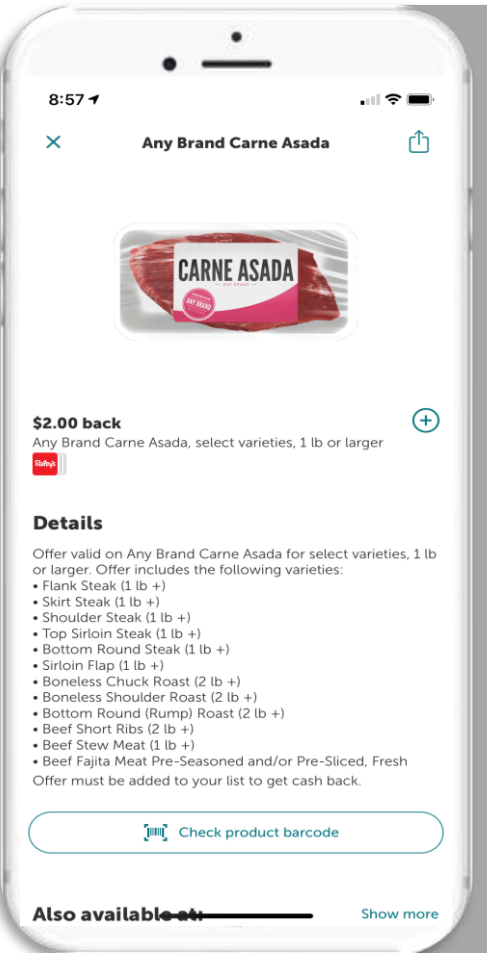 8:57
Any Brand Carne Asada
CARNE ASADA
ANY BRAND
ANY BRAND
$2.00 back
Any Brand Carne Asada, select varieties, 1 lb or larger
Raley's
Details
Offer valid on Any Brand Carne Asada for select varieties, 1 lb
or larger. Offer includes the following varieties:
• Flank Steak (1 lb +)
• Skirt Steak (1 lb +)
• Shoulder Steak (1 lb +)
• Top Sirloin Steak (1 lb +)
• Bottom Round Steak (1 lb +)
• Sirloin Flap (1 lb +)
• Boneless Chuck Roast (2 lb +)
• Boneless Shoulder Roast (2 lb +)
• Bottom Round (Rump) Roast (2 lb +)
• Beef Short Ribs (2 lb +)
• Beef Stew Meat (1 lb +)
• Beef Fajita Meat Pre-Seasoned and/or Pre-Sliced, Fresh
Offer must be added to your list to get cash back.
Check product barcode
Also available at:
Show more